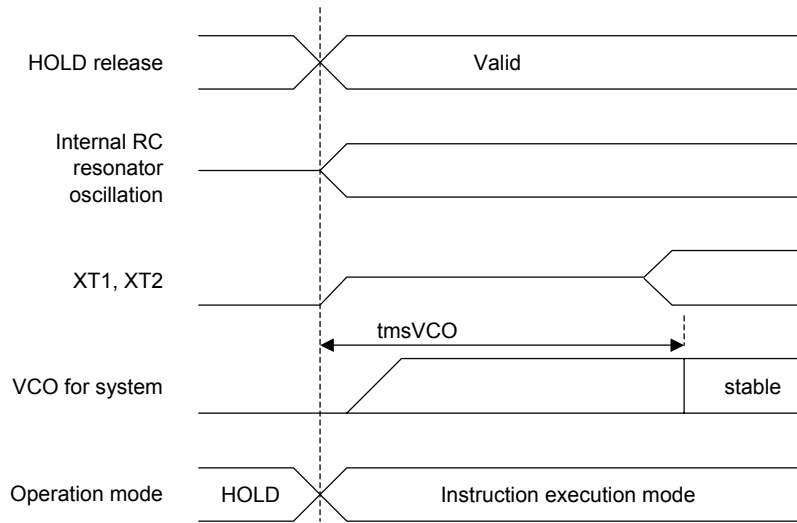 HOLD release
Valid
Internal RC
resonator
oscillation
XT1, XT2
tmsVCO
VCO for system
stable
Operation mode
HOLD
Instruction execution mode